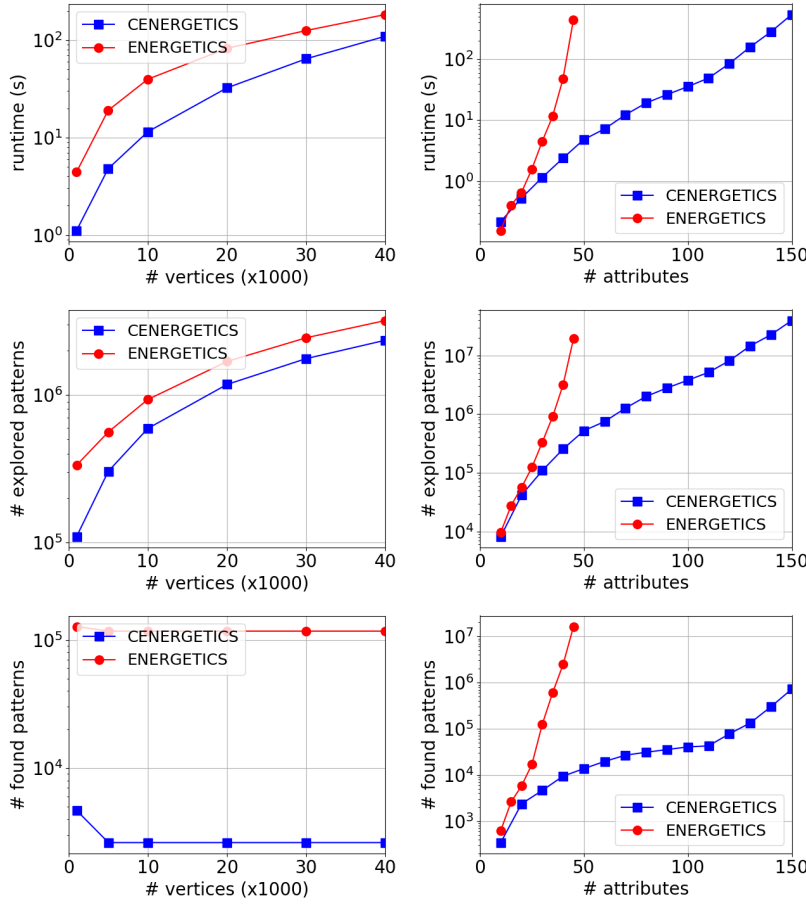 CENERGETICS
ENERGETICS
runtime (s)
10²
10¹
10⁰
0 10 20 30 40
# vertices (x1000)
CENERGETICS
ENERGETICS
runtime (s)
10²
10¹
10⁰
0 50 100 150
# attributes
CENERGETICS
ENERGETICS
# explored patterns
10⁶
10⁵
0 10 20 30 40
# vertices (x1000)
CENERGETICS
ENERGETICS
# explored patterns
10⁷
10⁶
10⁵
10⁴
0 50 100 150
# attributes
CENERGETICS
ENERGETICS
# found patterns
10⁵
10⁴
0 10 20 30 40
# vertices (x1000)
CENERGETICS
ENERGETICS
# found patterns
10⁷
10⁶
10⁵
10⁴
10³
0 50 100 150
# attributes